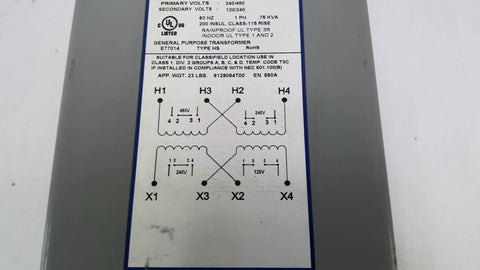 PRIMARY VOLTS - 240/480
SECONDARY VOLTS - 120/240
60 HZ 1 PH .75 KVA
200 INSUL. CLASS-115 RISE
RAINPROOF UL TYPE 3R
INDOOR UL TYPE 1 AND 2
C UL US
LISTED
GENERAL PURPOSE TRANSFORMER
E77014 TYPE HS RoHS
SUITABLE FOR CLASSIFIED LOCATION USE IN
CLASS 1, DIV. 2 GROUPS A, B, C, & D. TEMP. CODE T3C
IF INSTALLED IN COMPLIANCE WITH NEC 501.100(B)
APP. WGT. 23 LBS. 9129064T00 EN 990A
H1 H3 H2 H4
480V 240V
4 2 3 1 4 2 3 1
1 2 3 4 1 3 2 4
240V 120V
X1 X3 X2 X4